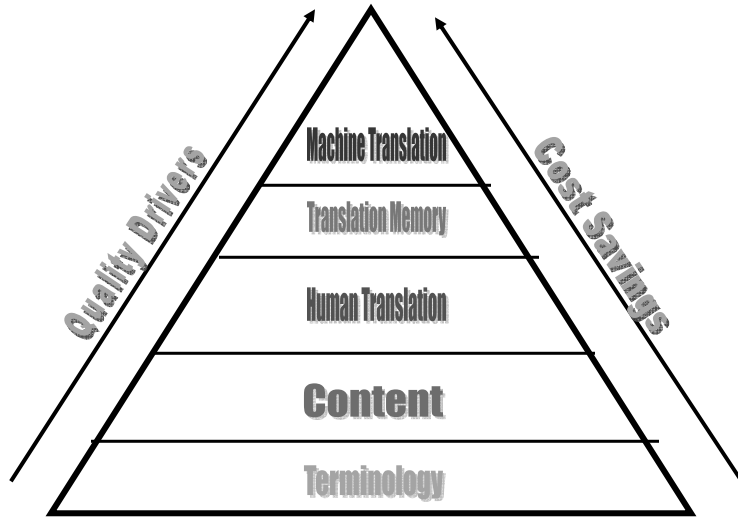 Quality Drivers
Cost Savings
Machine Translation
Translation Memory
Human Translation
Content
Terminology